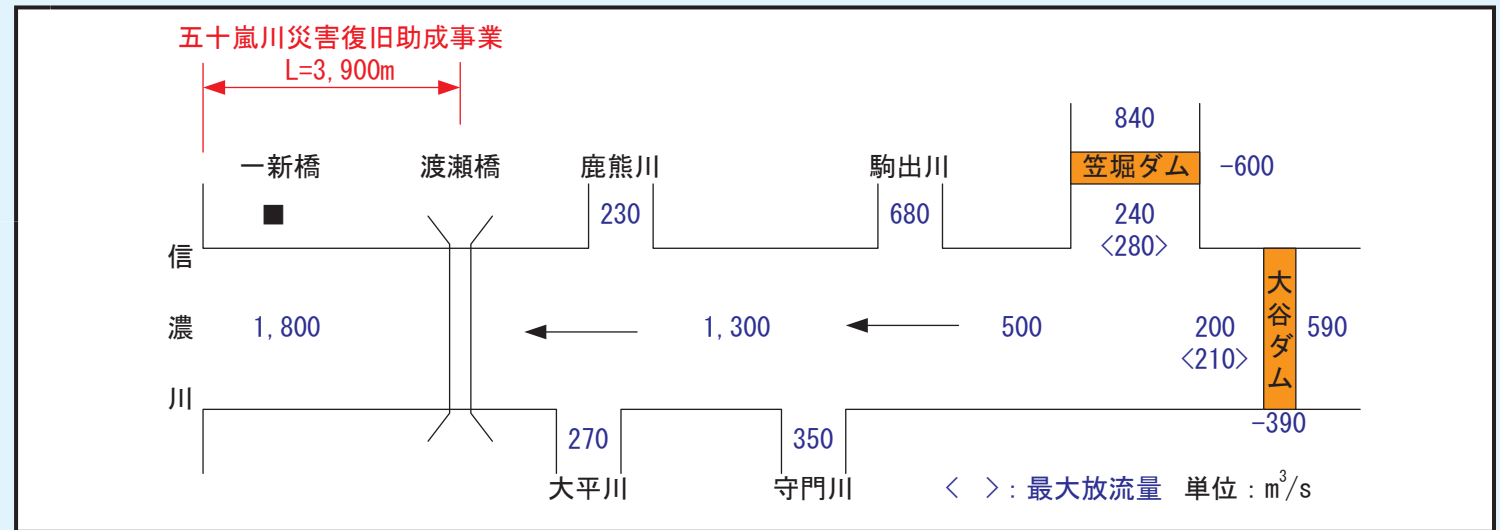 五十嵐川災害復旧助成事業
L=3,900m
840
一新橋
渡瀬橋
鹿熊川
駒出川
笠堀ダム
-600
■
230
680
240
<280>
信濃川
1,800
1,300
500
200
<210>
大谷ダム
590
-390
270
350
大平川
守門川
< >:最大放流量 単位:m³/s